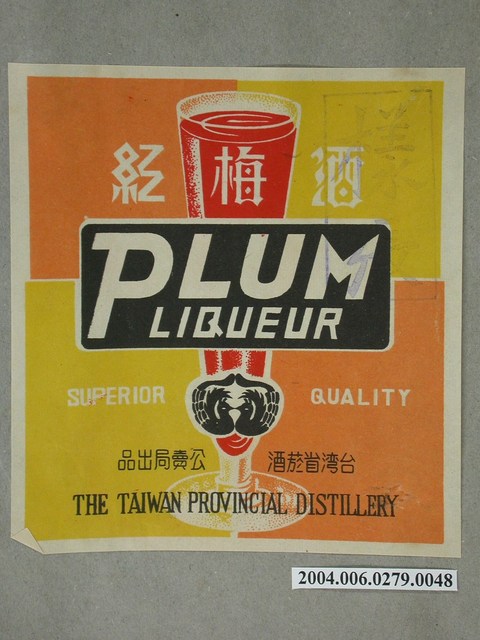 紅梅酒
PLUM
LIQUEUR
SUPERIOR QUALITY
台湾省菸酒公賣局出品
THE TAIWAN PROVINCIAL DISTILLERY
2004.006.0279.0048